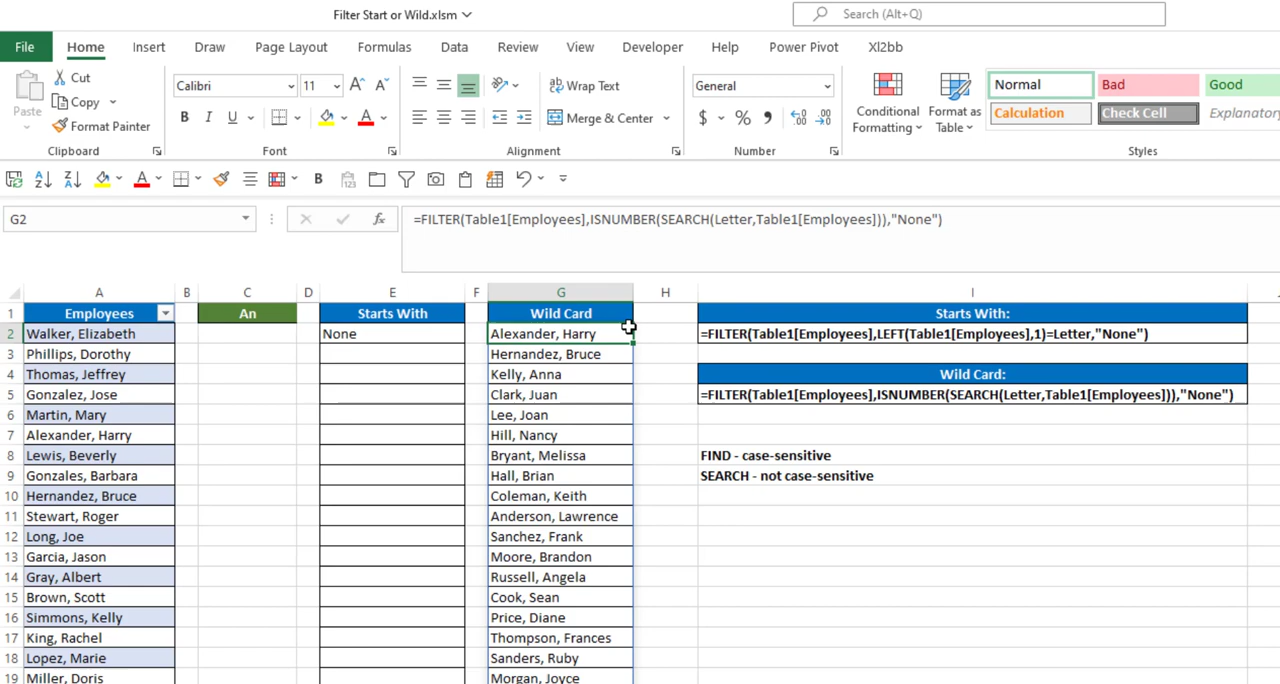 Filter Start or Wild.xlsm
Search (Alt+Q)
File Home Insert Draw Page Layout Formulas Data Review View Developer Help Power Pivot Xl2bb
Paste
Cut
Copy
Format Painter
Clipboard
Calibri 11
B I U
Font
Wrap Text
Merge & Center
Alignment
General
$ % ,
Number
Conditional Formatting
Format as Table
Normal Bad Good
Calculation Check Cell Explanatory
Styles
G2 fx =FILTER(Table1[Employees],ISNUMBER(SEARCH(Letter,Table1[Employees])),"None")
A B C D E F G H I
1 Employees An Starts With Wild Card Starts With:
2 Walker, Elizabeth None Alexander, Harry =FILTER(Table1[Employees],LEFT(Table1[Employees],1)=Letter,"None")
3 Phillips, Dorothy Hernandez, Bruce
4 Thomas, Jeffrey Kelly, Anna Wild Card:
5 Gonzalez, Jose Clark, Juan =FILTER(Table1[Employees],ISNUMBER(SEARCH(Letter,Table1[Employees])),"None")
6 Martin, Mary Lee, Joan
7 Alexander, Harry Hill, Nancy
8 Lewis, Beverly Bryant, Melissa FIND - case-sensitive
9 Gonzales, Barbara Hall, Brian SEARCH - not case-sensitive
10 Hernandez, Bruce Coleman, Keith
11 Stewart, Roger Anderson, Lawrence
12 Long, Joe Sanchez, Frank
13 Garcia, Jason Moore, Brandon
14 Gray, Albert Russell, Angela
15 Brown, Scott Cook, Sean
16 Simmons, Kelly Price, Diane
17 King, Rachel Thompson, Frances
18 Lopez, Marie Sanders, Ruby
19 Miller, Doris Morgan, Joyce